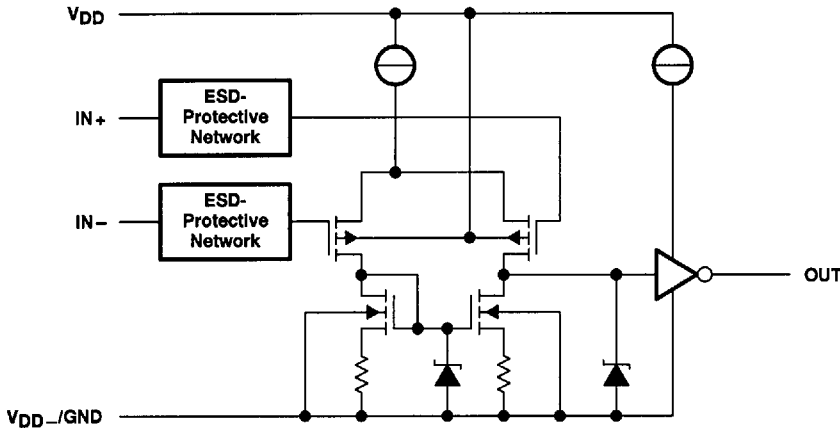 VDD
ESD-
Protective
Network
IN+
ESD-
Protective
Network
IN−
OUT
VDD−/GND